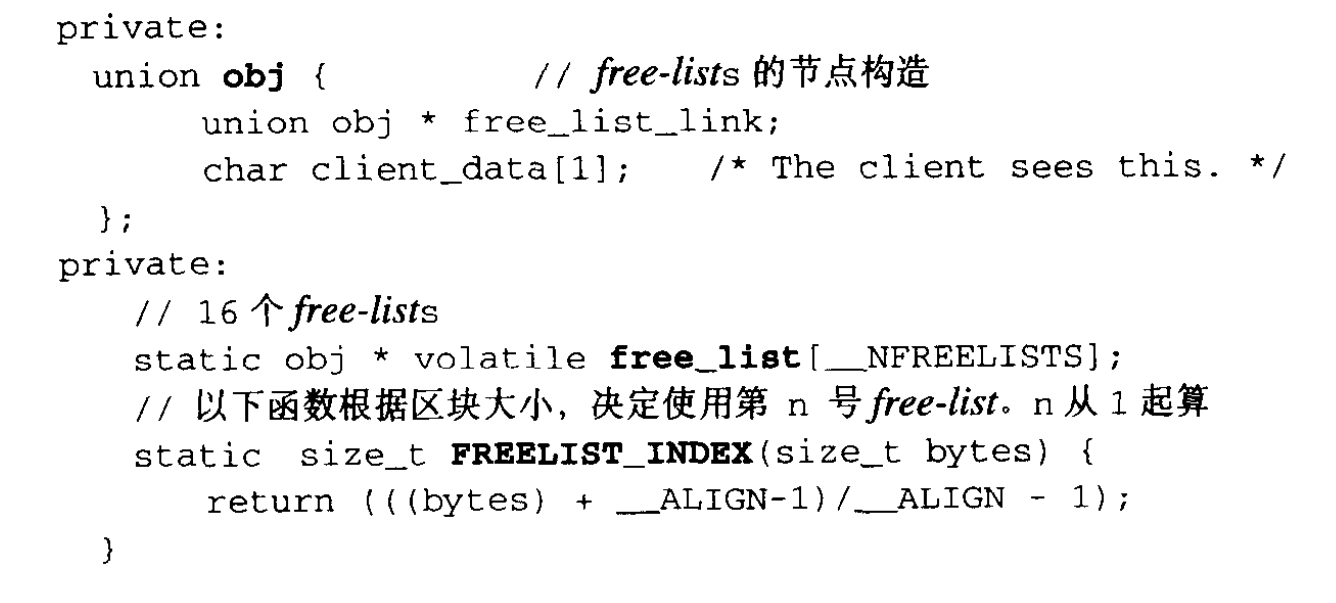 private:
union obj { // free-lists 的节点构造
union obj * free_list_link;
char client_data[1]; /* The client sees this. */
};
private:
// 16 个 free-lists
static obj * volatile free_list[__NFREELISTS];
// 以下函数根据区块大小，决定使用第 n 号 free-list。n 从 1 起算
static size_t FREELIST_INDEX(size_t bytes) {
return (((bytes) + __ALIGN-1)/__ALIGN - 1);
}